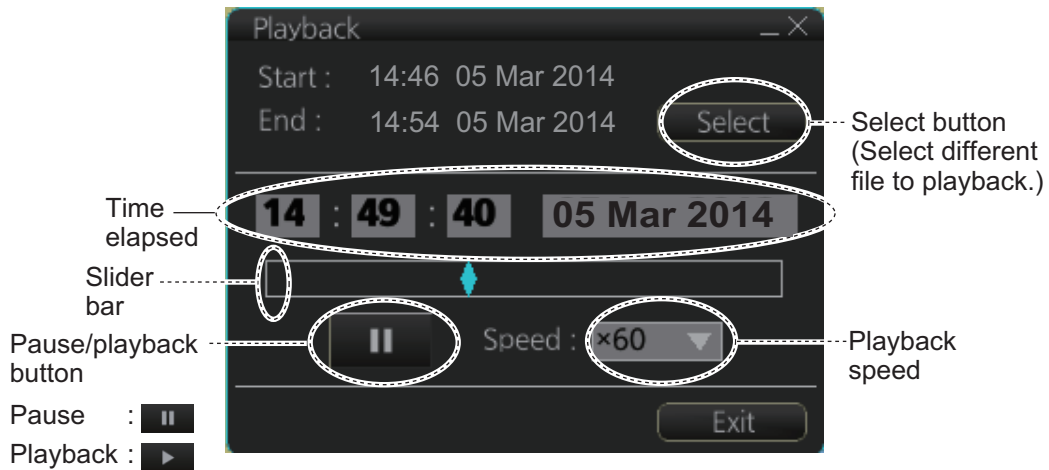 Playback
Start : 14:46 05 Mar 2014
End : 14:54 05 Mar 2014
Select
Select button
(Select different
file to playback.)
Time
elapsed
14 : 49 : 40 05 Mar 2014
Slider
bar
Pause/playback
button
Speed : ×60
Playback
speed
Pause :
Playback :
Exit